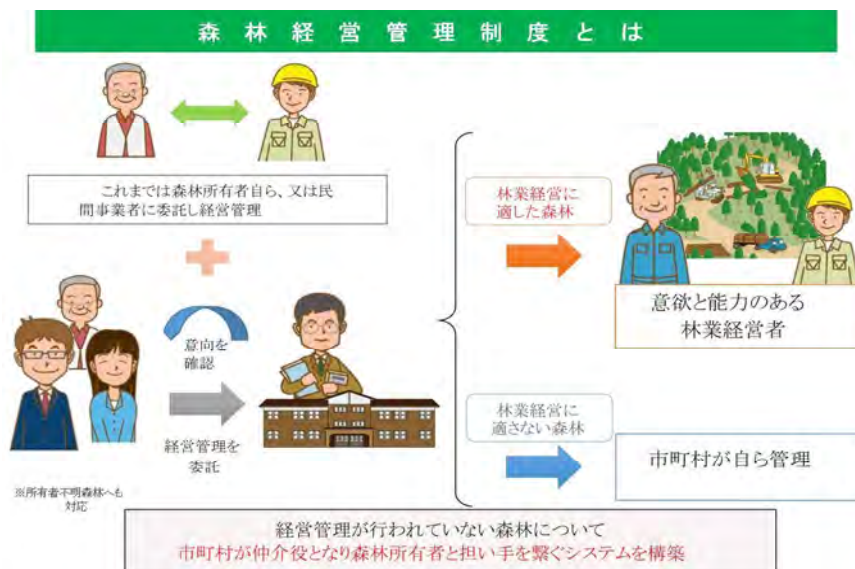 森林経営管理制度とは
これまでは森林所有者自ら、又は民
間事業者に委託し経営管理
意向を
確認
経営管理を
委託
※所有者不明森林へも
対応
林業経営に
適した森林
意欲と能力のある
林業経営者
林業経営に
適さない森林
市町村が自ら管理
経営管理が行われていない森林について
市町村が仲介役となり森林所有者と担い手を繋ぐシステムを構築